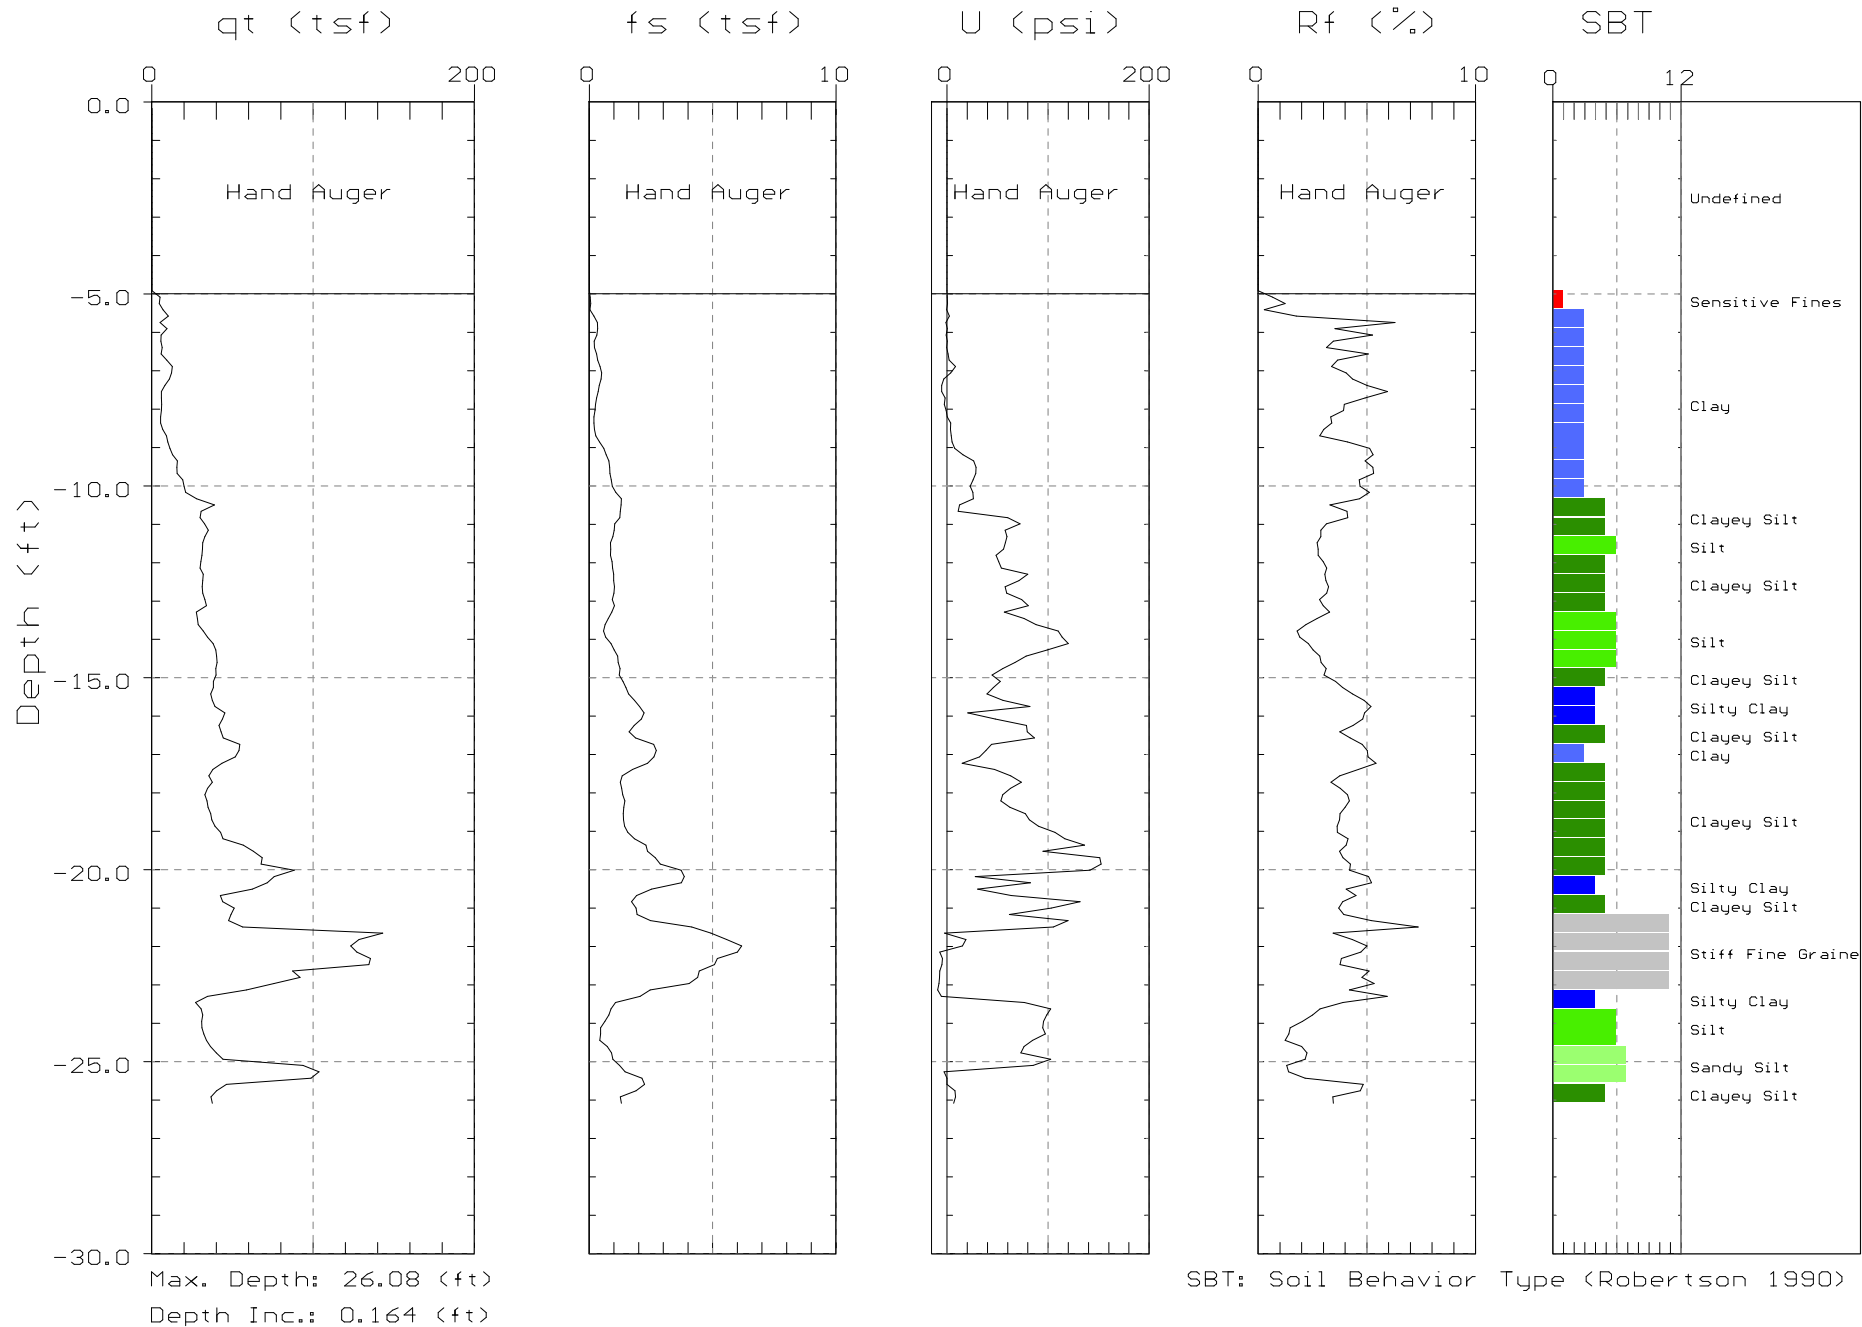 qt (tsf) fs (tsf) U (psi) Rf (%) SBT
0 200 0 10 0 200 0 10 0 12
0.0
Hand Auger Hand Auger Hand Auger Hand Auger
Undefined
-5.0
Sensitive Fines
Clay
-10.0
Clayey Silt
Silt
Clayey Silt
Depth (ft)
Silt
-15.0
Clayey Silt
Silty Clay
Clayey Silt
Clay
Clayey Silt
-20.0
Silty Clay
Clayey Silt
Stiff Fine Graine
Silty Clay
Silt
-25.0
Sandy Silt
Clayey Silt
-30.0
Max. Depth: 26.08 (ft)
SBT: Soil Behavior Type (Robertson 1990)
Depth Inc.: 0.164 (ft)